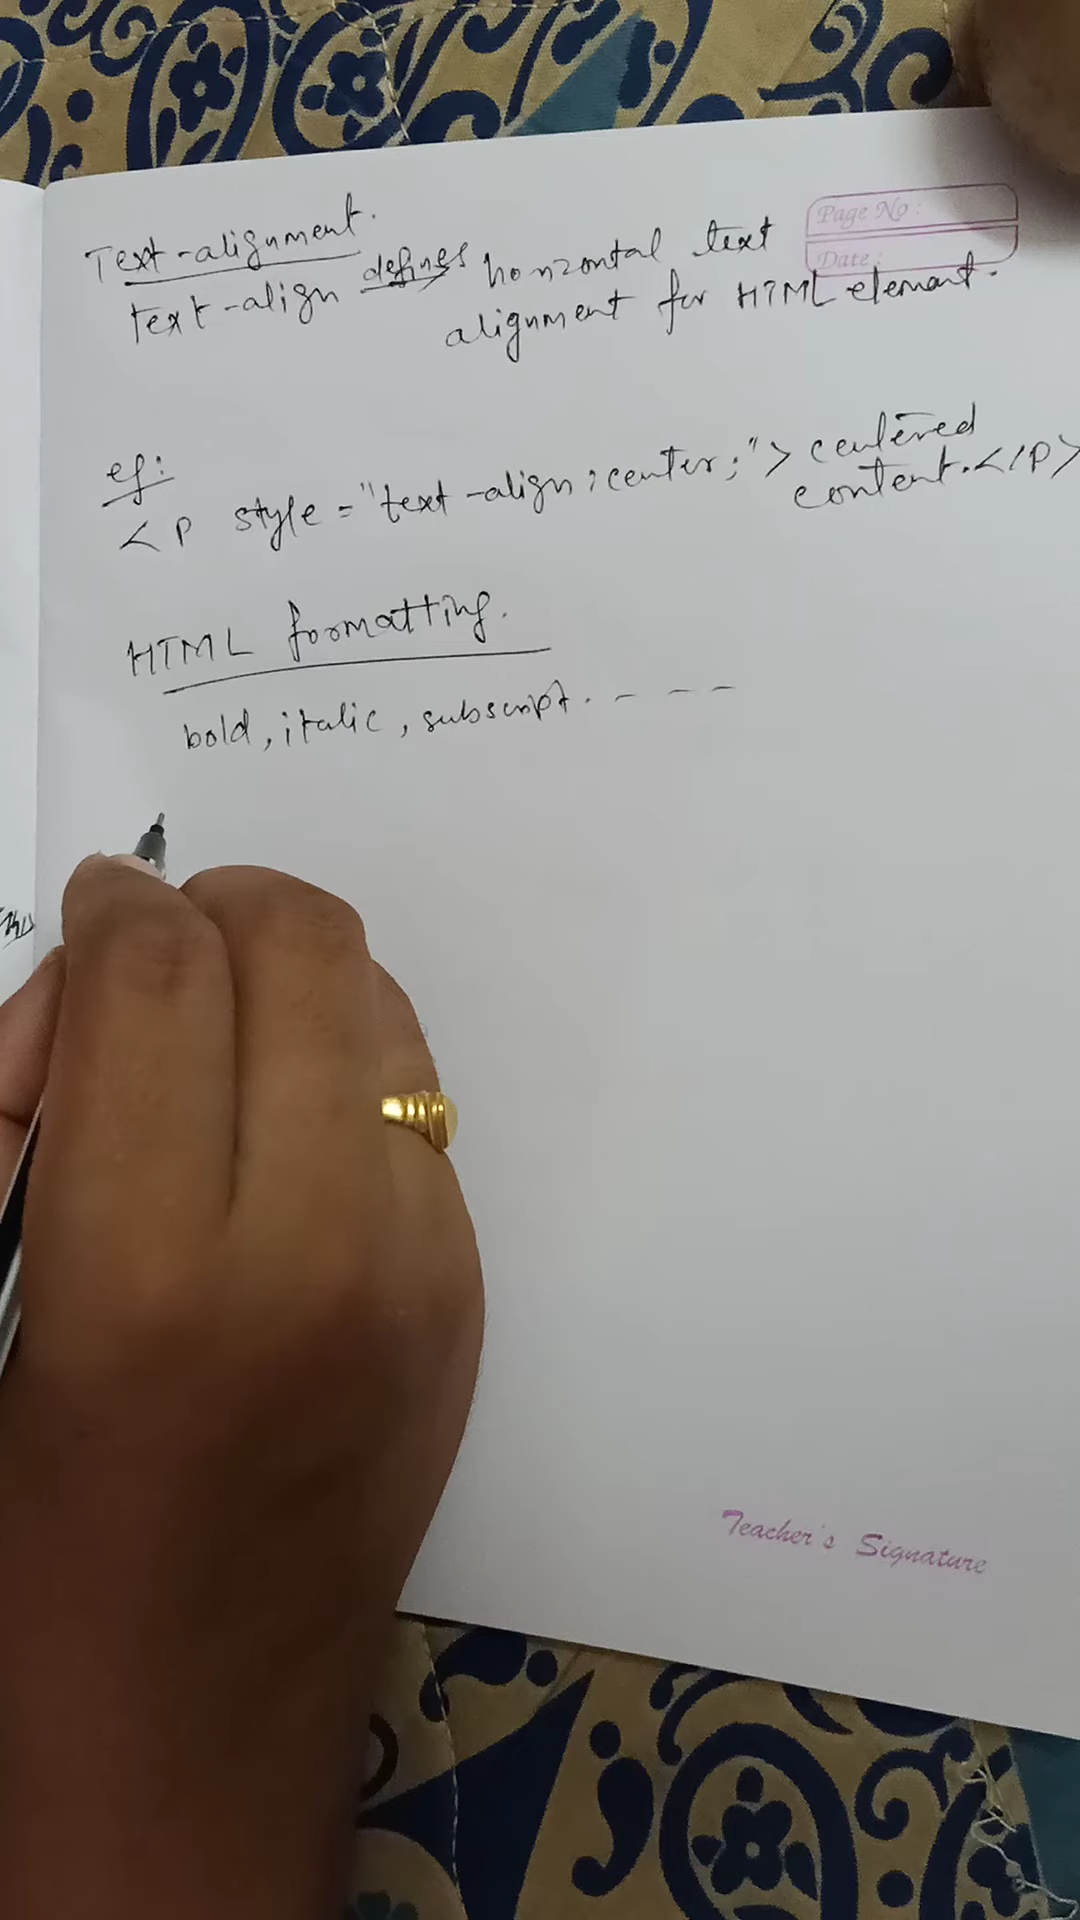 Page No :
Date :
Text-alignment.
text-align defines horizontal text
alignment for HTML element.
eg:
<p style="text-align:center;"> centered
content.</p>
HTML formatting.
bold, italic, subscript. - - -
Teacher's Signature